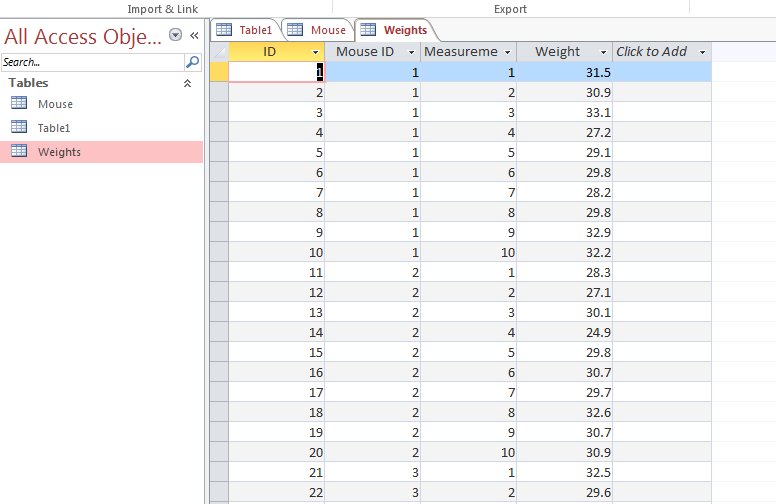 Import & Link Export
All Access Obje... «
Search...
Tables
Mouse
Table1
Weights
Table1 Mouse Weights
ID Mouse ID Measureme Weight Click to Add
1 1 1 31.5
2 1 2 30.9
3 1 3 33.1
4 1 4 27.2
5 1 5 29.1
6 1 6 29.8
7 1 7 28.2
8 1 8 29.8
9 1 9 32.9
10 1 10 32.2
11 2 1 28.3
12 2 2 27.1
13 2 3 30.1
14 2 4 24.9
15 2 5 29.8
16 2 6 30.7
17 2 7 29.7
18 2 8 32.6
19 2 9 30.7
20 2 10 30.9
21 3 1 32.5
22 3 2 29.6